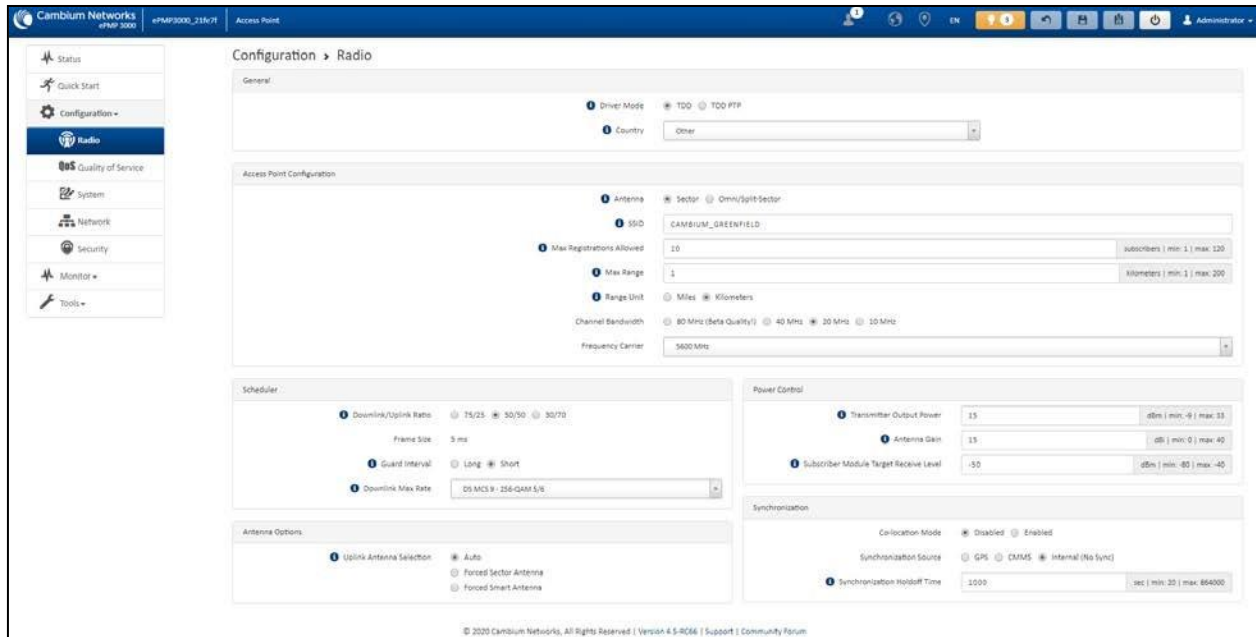 Cambium Networks
ePMP 3000
ePMP3000_21fe7f
Access Point
1
EN
1
Administrator
Status
Quick Start
Configuration
Radio
QoS Quality of Service
System
Network
Security
Monitor
Tools
Configuration > Radio
General
Driver Mode TDD TDD PTP
Country Other
Access Point Configuration
Antenna Sector Omni/Split-Sector
SSID CAMBIUM_GREENFIELD
Max Registrations Allowed 10 subscribers | min: 1 | max: 120
Max Range 1 kilometers | min: 1 | max: 200
Range Unit Miles Kilometers
Channel Bandwidth 80 MHz (Beta Quality!) 40 MHz 20 MHz 10 MHz
Frequency Carrier 5600 MHz
Scheduler
Downlink/Uplink Ratio 75/25 50/50 30/70
Frame Size 5 ms
Guard Interval Long Short
Downlink Max Rate DS MCS 9 - 256-QAM 5/6
Antenna Options
Uplink Antenna Selection Auto
Forced Sector Antenna
Forced Smart Antenna
Power Control
Transmitter Output Power 15 dBm | min: -9 | max: 33
Antenna Gain 15 dBi | min: 0 | max: 40
Subscriber Module Target Receive Level -50 dBm | min: -80 | max: -40
Synchronization
Co-location Mode Disabled Enabled
Synchronization Source GPS CMM5 Internal (No Sync)
Synchronization Holdoff Time 1000 sec | min: 20 | max: 864000
© 2020 Cambium Networks, All Rights Reserved | Version 4.5-RC66 | Support | Community Forum